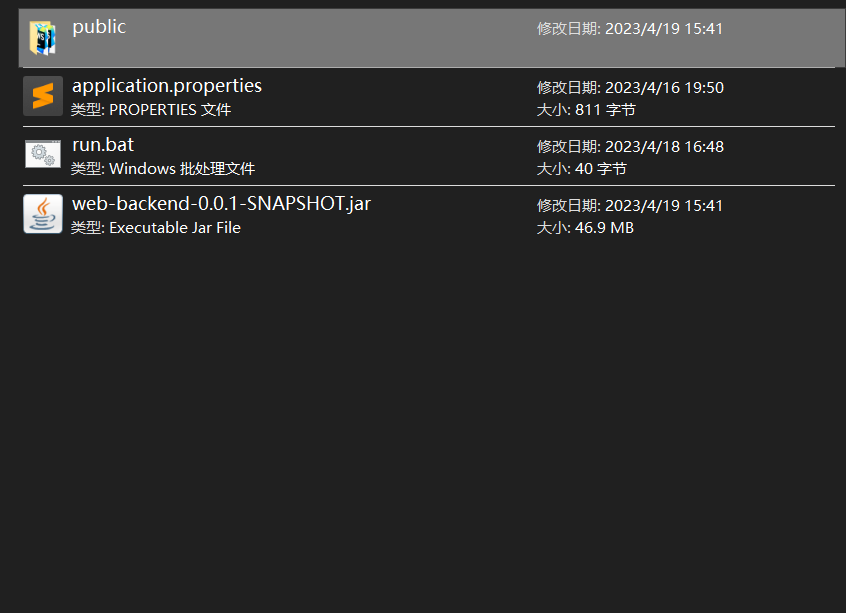 public 修改日期: 2023/4/19 15:41
application.properties 修改日期: 2023/4/16 19:50
类型: PROPERTIES 文件 大小: 811 字节
run.bat 修改日期: 2023/4/18 16:48
类型: Windows 批处理文件 大小: 40 字节
web-backend-0.0.1-SNAPSHOT.jar 修改日期: 2023/4/19 15:41
类型: Executable Jar File 大小: 46.9 MB